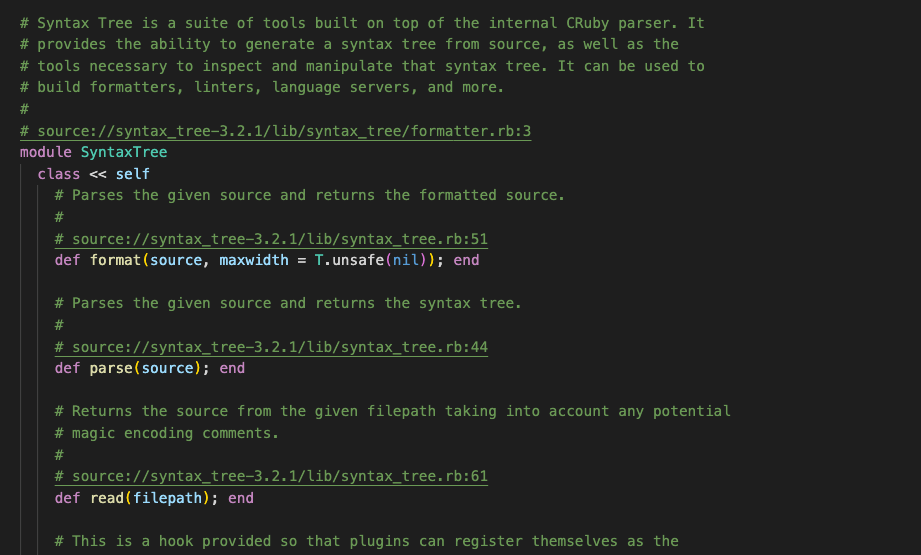 # Syntax Tree is a suite of tools built on top of the internal CRuby parser. It
# provides the ability to generate a syntax tree from source, as well as the
# tools necessary to inspect and manipulate that syntax tree. It can be used to
# build formatters, linters, language servers, and more.
#
# source://syntax_tree-3.2.1/lib/syntax_tree/formatter.rb:3
module SyntaxTree
  class << self
    # Parses the given source and returns the formatted source.
    #
    # source://syntax_tree-3.2.1/lib/syntax_tree.rb:51
    def format(source, maxwidth = T.unsafe(nil)); end

    # Parses the given source and returns the syntax tree.
    #
    # source://syntax_tree-3.2.1/lib/syntax_tree.rb:44
    def parse(source); end

    # Returns the source from the given filepath taking into account any potential
    # magic encoding comments.
    #
    # source://syntax_tree-3.2.1/lib/syntax_tree.rb:61
    def read(filepath); end

    # This is a hook provided so that plugins can register themselves as the